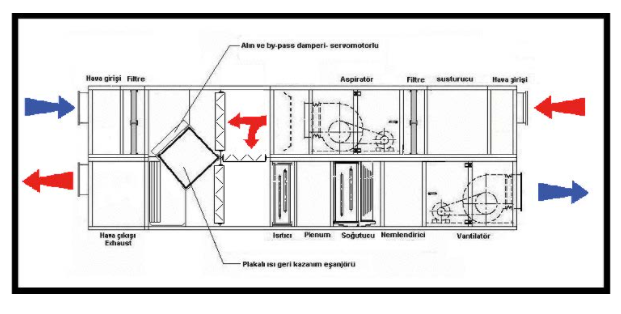 Alın ve by-pass damperi- servomotorlu
Hava girişi Filtre Aspiratör Filtre susturucu Hava girişi
Hava çıkışı
Exhaust
Isıtıcı Plenum Soğutucu Nemlendirici Vantilatör
Plakalı ısı geri kazanım eşanjörü